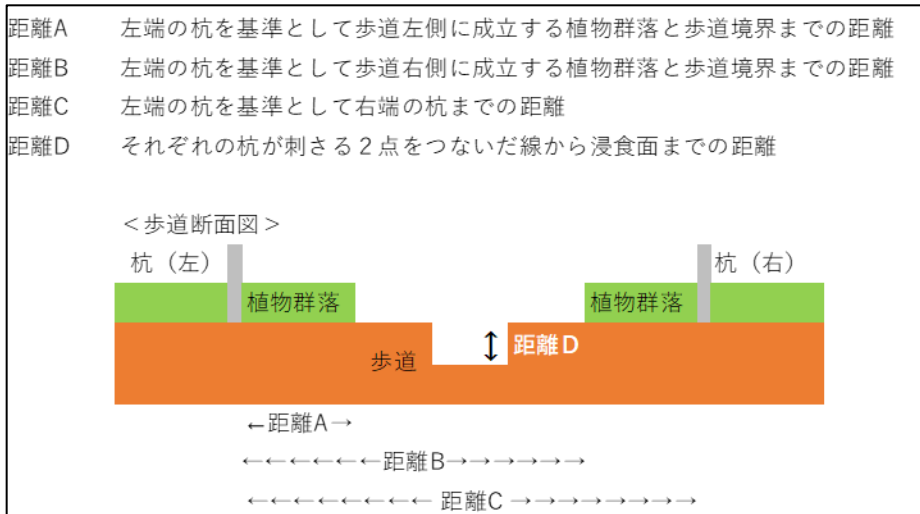 距離A 左端の杭を基準として歩道左側に成立する植物群落と歩道境界までの距離
距離B 左端の杭を基準として歩道右側に成立する植物群落と歩道境界までの距離
距離C 左端の杭を基準として右端の杭までの距離
距離D それぞれの杭が刺さる２点をつないだ線から浸食面までの距離
＜歩道断面図＞
杭（左） 杭（右）
植物群落 植物群落
↕ 距離D
歩道
←距離A→
←←←←←←距離B→→→→→→
←←←←←←←← 距離C →→→→→→→→